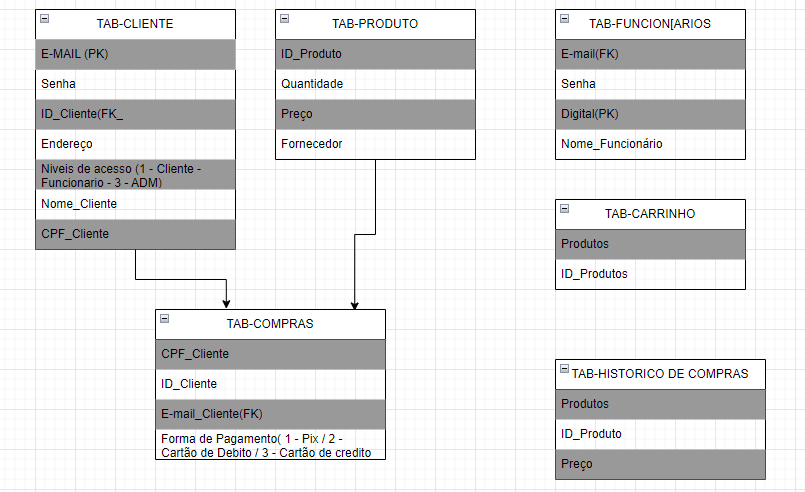 TAB-CLIENTE
E-MAIL (PK)
Senha
ID_Cliente(FK_
Endereço
Niveis de acesso (1 - Cliente -
Funcionario - 3 - ADM)
Nome_Cliente
CPF_Cliente
TAB-PRODUTO
ID_Produto
Quantidade
Preço
Fornecedor
TAB-FUNCION[ARIOS
E-mail(FK)
Senha
Digital(PK)
Nome_Funcionário
TAB-CARRINHO
Produtos
ID_Produtos
TAB-COMPRAS
CPF_Cliente
ID_Cliente
E-mail_Cliente(FK)
Forma de Pagamento( 1 - Pix / 2 -
Cartão de Debito / 3 - Cartão de credito
TAB-HISTORICO DE COMPRAS
Produtos
ID_Produto
Preço